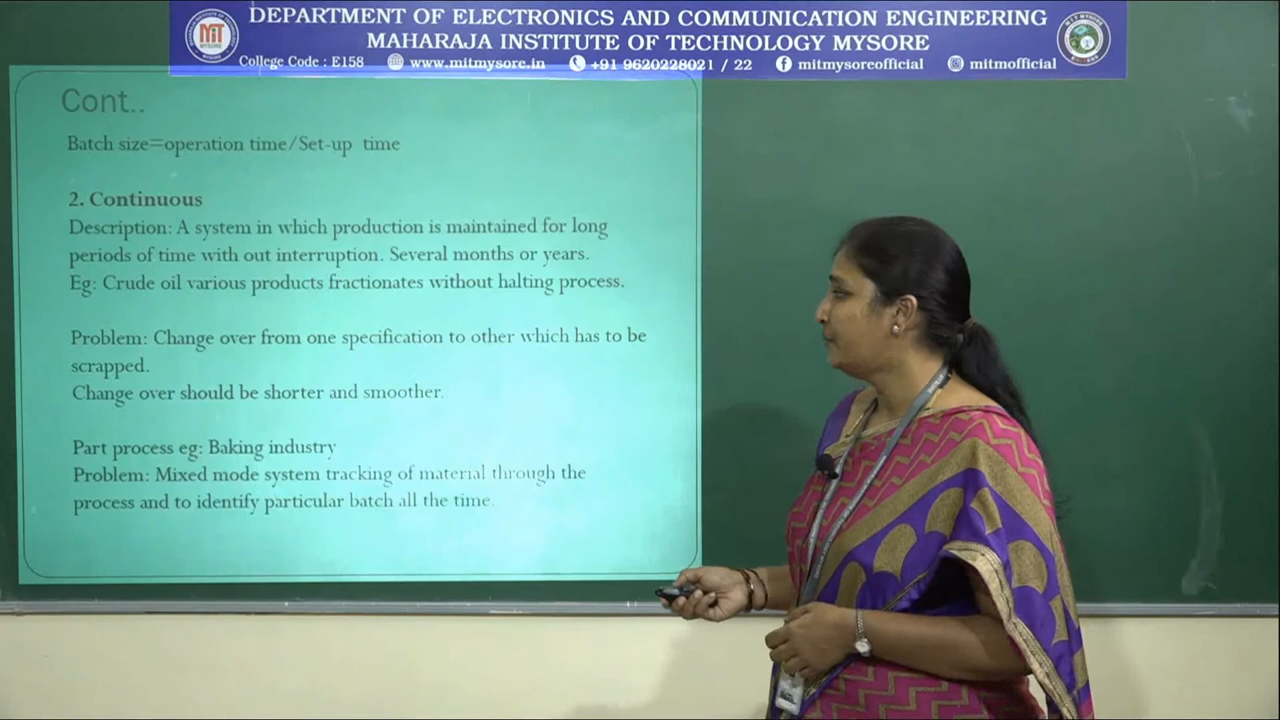 DEPARTMENT OF ELECTRONICS AND COMMUNICATION ENGINEERING
MAHARAJA INSTITUTE OF TECHNOLOGY MYSORE
College Code : E158 www.mitmysore.in +91 9620228021 / 22 mitmysoreofficial mitmofficial
MIT
MYSORE
Cont..
Batch size=operation time/Set-up time
2. Continuous
Description: A system in which production is maintained for long
periods of time with out interruption. Several months or years.
Eg: Crude oil various products fractionates without halting process.
Problem: Change over from one specification to other which has to be
scrapped.
Change over should be shorter and smoother.
Part process eg: Baking industry
Problem: Mixed mode system tracking of material through the
process and to identify particular batch all the time.